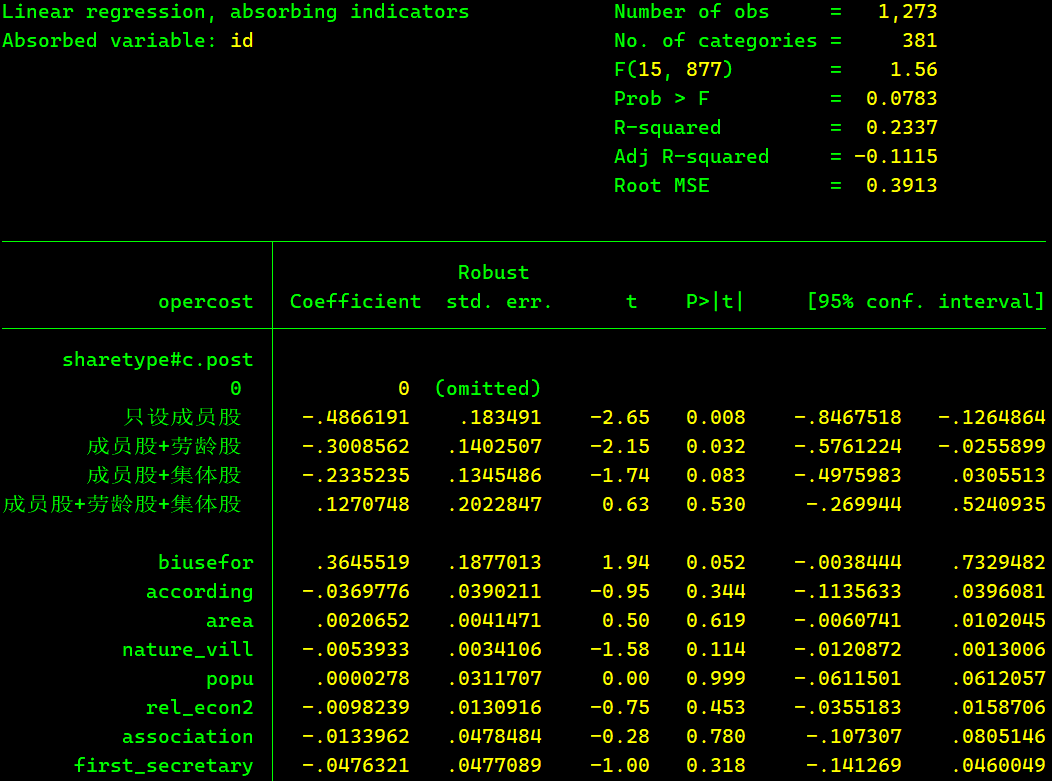 Linear regression, absorbing indicators Number of obs = 1,273
Absorbed variable: id No. of categories = 381
F(15, 877) = 1.56
Prob > F = 0.0783
R-squared = 0.2337
Adj R-squared = -0.1115
Root MSE = 0.3913
Robust
opercost Coefficient std. err. t P>|t| [95% conf. interval]
sharetype#c.post
0 0 (omitted)
只设成员股 -.4866191 .183491 -2.65 0.008 -.8467518 -.1264864
成员股+劳龄股 -.3008562 .1402507 -2.15 0.032 -.5761224 -.0255899
成员股+集体股 -.2335235 .1345486 -1.74 0.083 -.4975983 .0305513
成员股+劳龄股+集体股 .1270748 .2022847 0.63 0.530 -.269944 .5240935
biusefor .3645519 .1877013 1.94 0.052 -.0038444 .7329482
according -.0369776 .0390211 -0.95 0.344 -.1135633 .0396081
area .0020652 .0041471 0.50 0.619 -.0060741 .0102045
nature_vill -.0053933 .0034106 -1.58 0.114 -.0120872 .0013006
popu .0000278 .0311707 0.00 0.999 -.0611501 .0612057
rel_econ2 -.0098239 .0130916 -0.75 0.453 -.0355183 .0158706
association -.0133962 .0478484 -0.28 0.780 -.107307 .0805146
first_secretary -.0476321 .0477089 -1.00 0.318 -.141269 .0460049